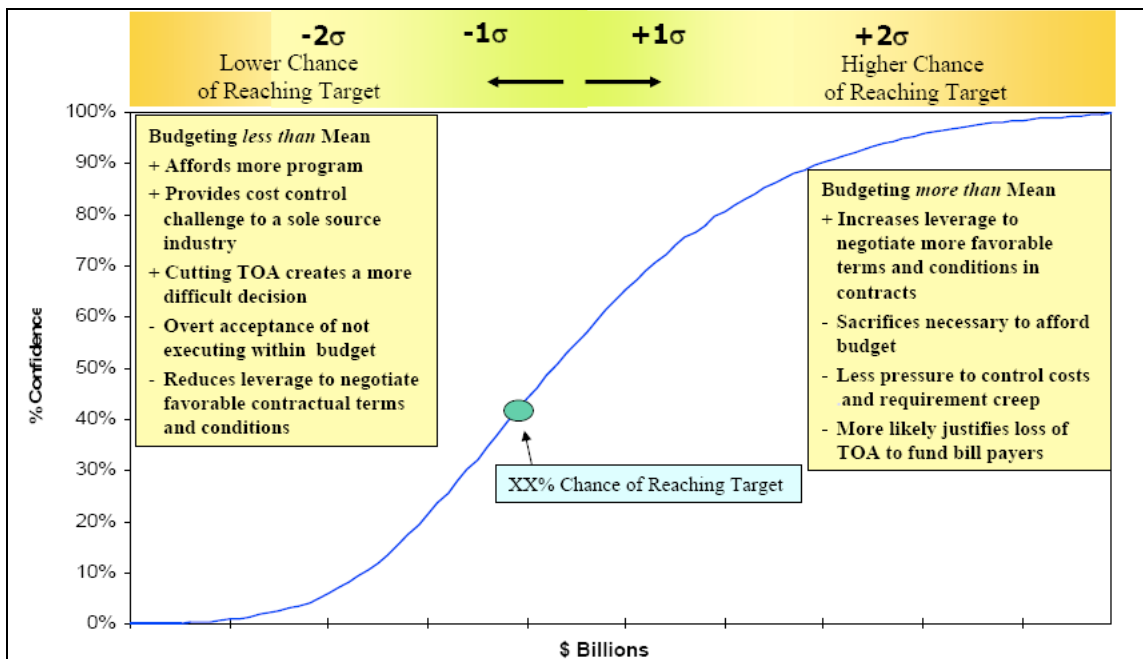 -2σ -1σ +1σ +2σ
Lower Chance
of Reaching Target
Higher Chance
of Reaching Target
100%
90%
80%
70%
60%
50%
40%
30%
20%
10%
0%
% Confidence
Budgeting less than Mean
+ Affords more program
+ Provides cost control
challenge to a sole source
industry
+ Cutting TOA creates a more
difficult decision
- Overt acceptance of not
executing within budget
- Reduces leverage to negotiate
favorable contractual terms
and conditions
Budgeting more than Mean
+ Increases leverage to
negotiate more favorable
terms and conditions in
contracts
- Sacrifices necessary to afford
budget
- Less pressure to control costs
and requirement creep
- More likely justifies loss of
TOA to fund bill payers
XX% Chance of Reaching Target
$ Billions